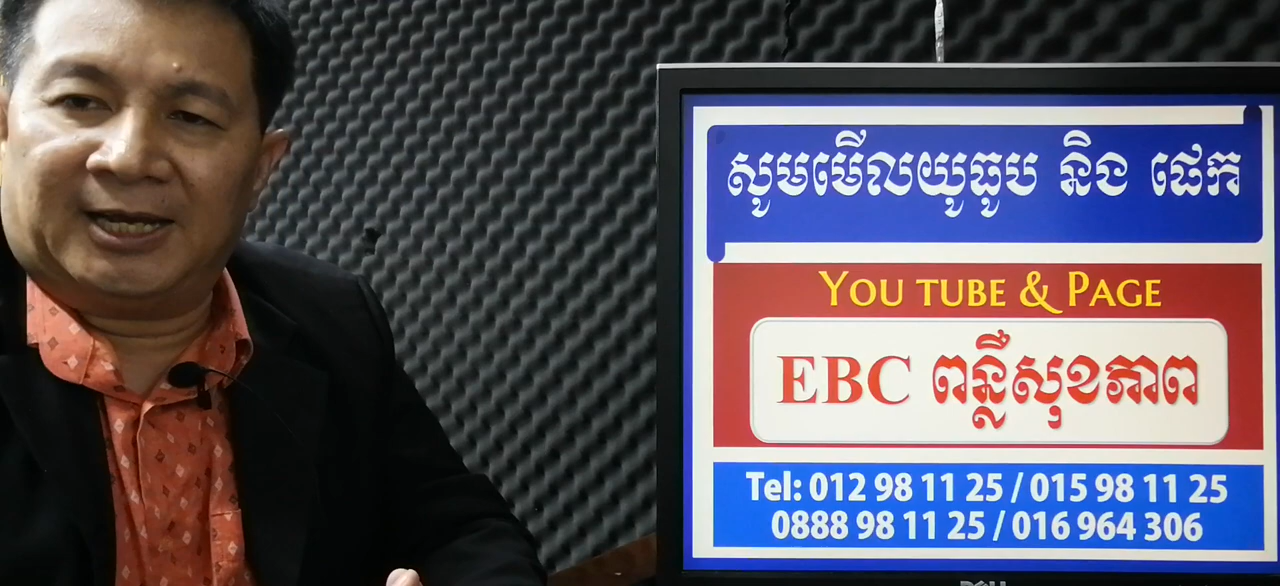 សូមមើលយូធូប និង ផេក
YOU TUBE & PAGE
EBC ពន្លឺសុខភាព
Tel: 012 98 11 25 / 015 98 11 25
0888 98 11 25 / 016 964 306